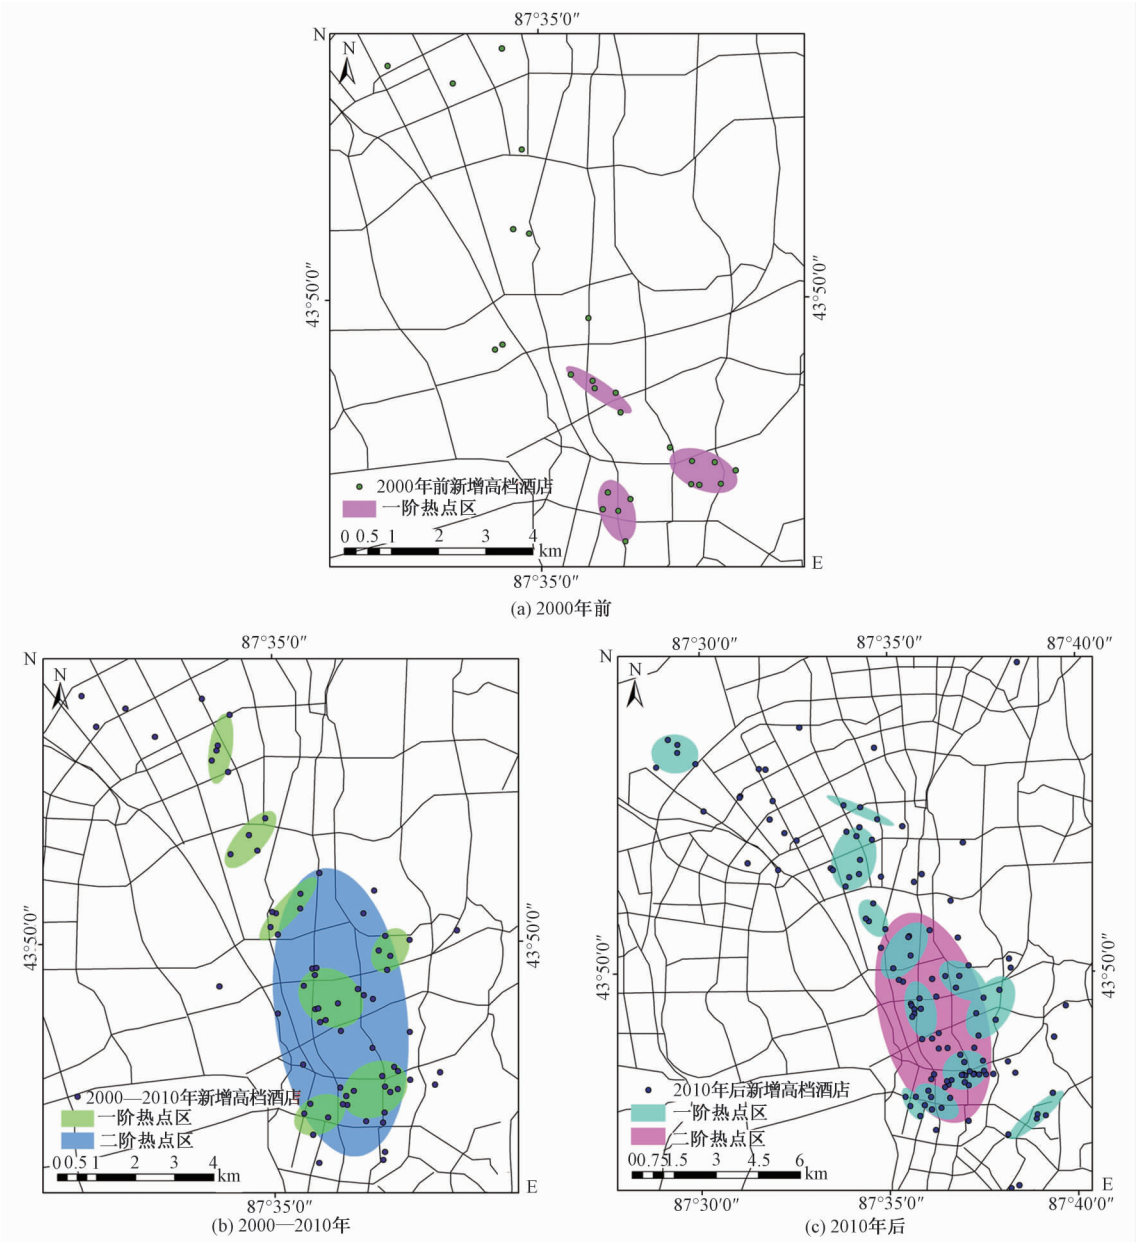 87°35′0″
N
N
43°50′0″
43°50′0″
2000年前新增高档酒店
一阶热点区
0 0.5 1 2 3 4 km
E
87°35′0″
(a) 2000年前
87°35′0″
N
N
43°50′0″
43°50′0″
2000—2010年新增高档酒店
一阶热点区
二阶热点区
0 0.5 1 2 3 4 km
E
87°35′0″
(b) 2000—2010年
87°30′0″ 87°35′0″ 87°40′0″
N
N
43°50′0″
43°50′0″
2010年后新增高档酒店
一阶热点区
二阶热点区
0 0.75 1.5 3 4.5 6 km
E
87°30′0″ 87°35′0″ 87°40′0″
(c) 2010年后